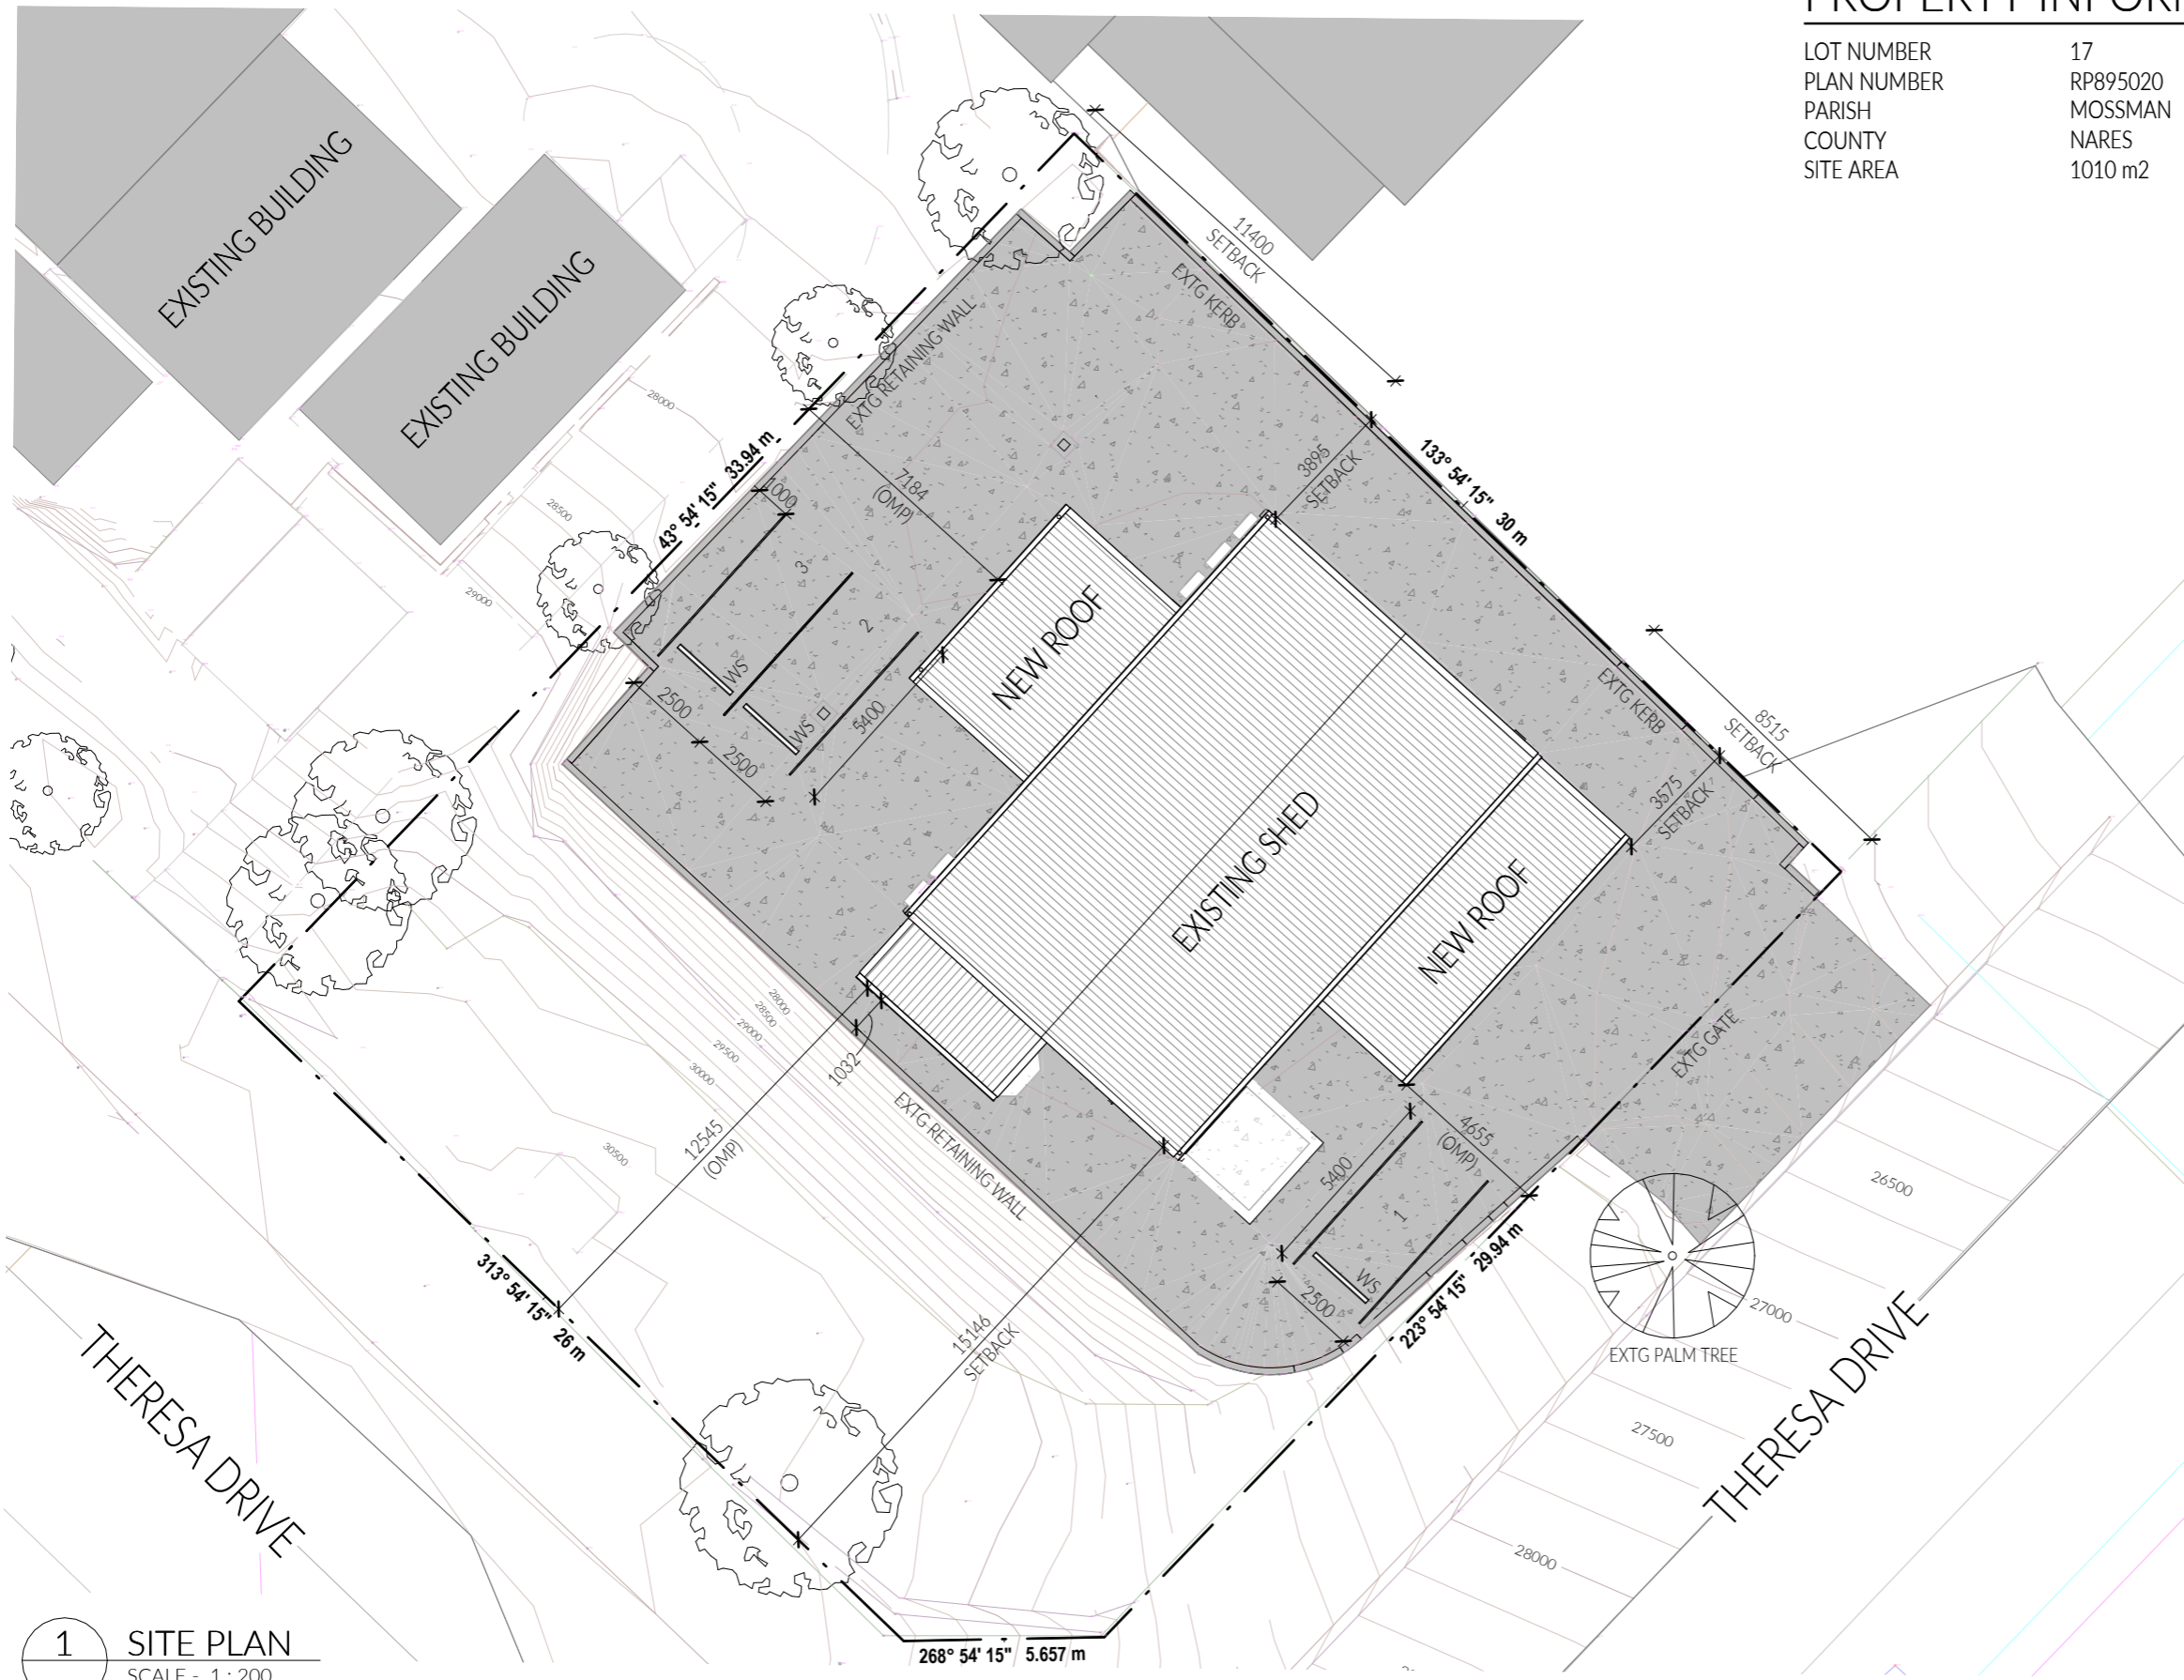 PROPERTY INFOR
LOT NUMBER 17
PLAN NUMBER RP895020
PARISH MOSSMAN
COUNTY NARES
SITE AREA 1010 m2
EXISTING BUILDING
EXISTING BUILDING
11400
SETBACK
EXTG KERB
EXTG RETAINING WALL
28000
43° 54' 15" 33.94 m
1000
7184
(OMP)
3895
SETBACK
133° 54' 15" 30 m
28500
29000
3
2
WS
WS
2500
2500
5400
NEW ROOF
EXTG KERB
8515
SETBACK
3575
SETBACK
EXISTING SHED
NEW ROOF
EXTG GATE
28000
28500
29000
29500
30000
30500
1032
EXTG RETAINING WALL
12545
(OMP)
15146
SETBACK
4655
(OMP)
5400
1
WS
2500
223° 54' 15" 29.94 m
26500
27000
EXTG PALM TREE
27500
28000
THERESA DRIVE
313° 54' 15" 26 m
THERESA DRIVE
268° 54' 15" 5.657 m
1 SITE PLAN
SCALE - 1 : 200